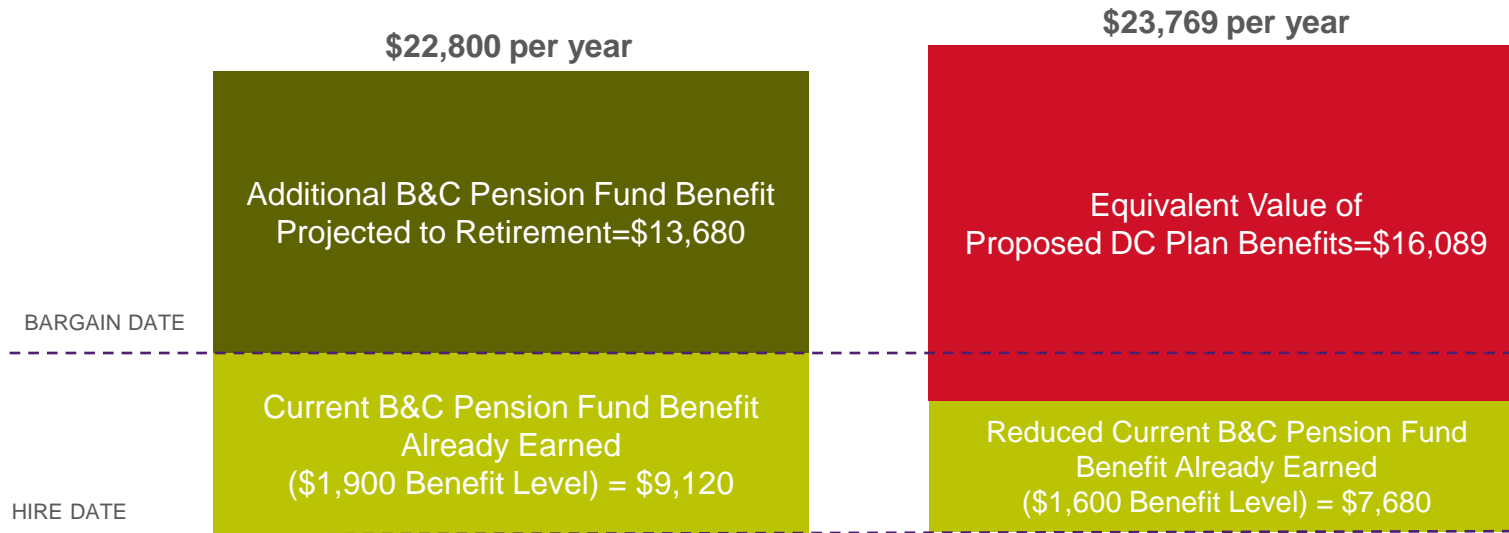 $22,800 per year
Additional B&C Pension Fund Benefit
Projected to Retirement=$13,680
BARGAIN DATE
Current B&C Pension Fund Benefit
Already Earned
($1,900 Benefit Level) = $9,120
HIRE DATE
$23,769 per year
Equivalent Value of
Proposed DC Plan Benefits=$16,089
Reduced Current B&C Pension Fund
Benefit Already Earned
($1,600 Benefit Level) = $7,680